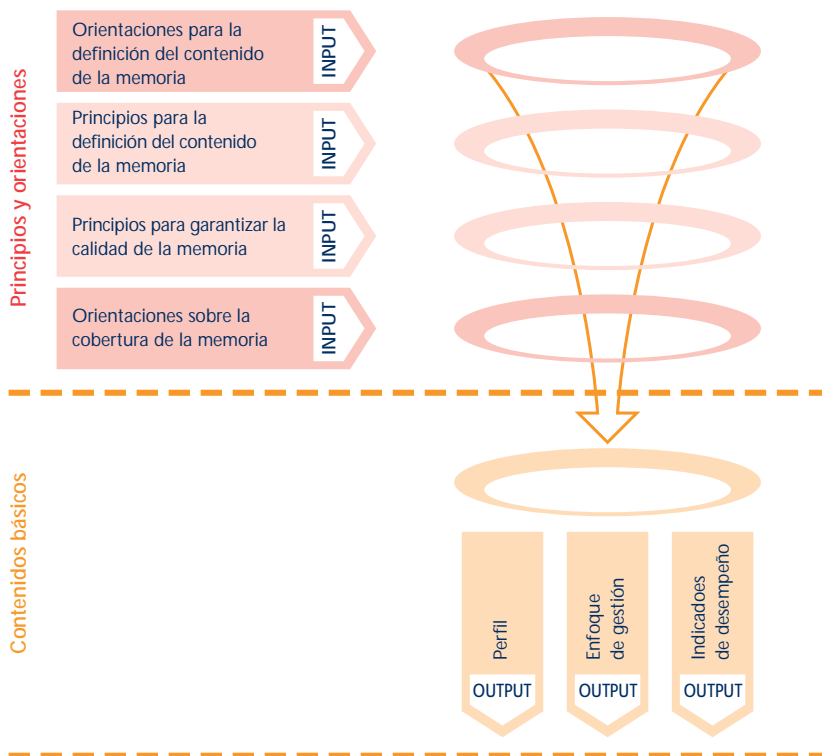 Principios y orientaciones
Orientaciones para la
definición del contenido
de la memoria
INPUT
Principios para la
definición del contenido
de la memoria
INPUT
Principios para garantizar la
calidad de la memoria
INPUT
Orientaciones sobre la
cobertura de la memoria
INPUT
Contenidos básicos
Perfil
OUTPUT
Enfoque
de gestión
OUTPUT
Indicadoes
de desempeño
OUTPUT